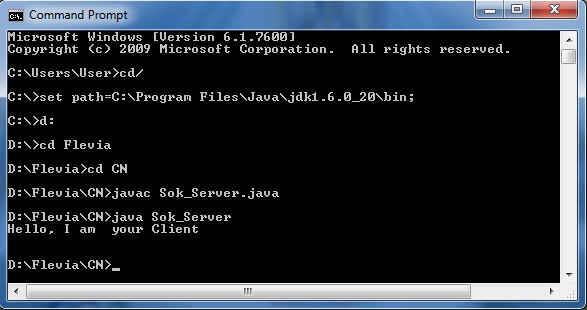 Command Prompt
Microsoft Windows [Version 6.1.7600]
Copyright (c) 2009 Microsoft Corporation.  All rights reserved.
C:\Users\User>cd/
C:\>set path=C:\Program Files\Java\jdk1.6.0_20\bin;
C:\>d:
D:\>cd Flevia
D:\Flevia>cd CN
D:\Flevia\CN>javac Sok_Server.java
D:\Flevia\CN>java Sok_Server
Hello, I am  your Client
D:\Flevia\CN>_